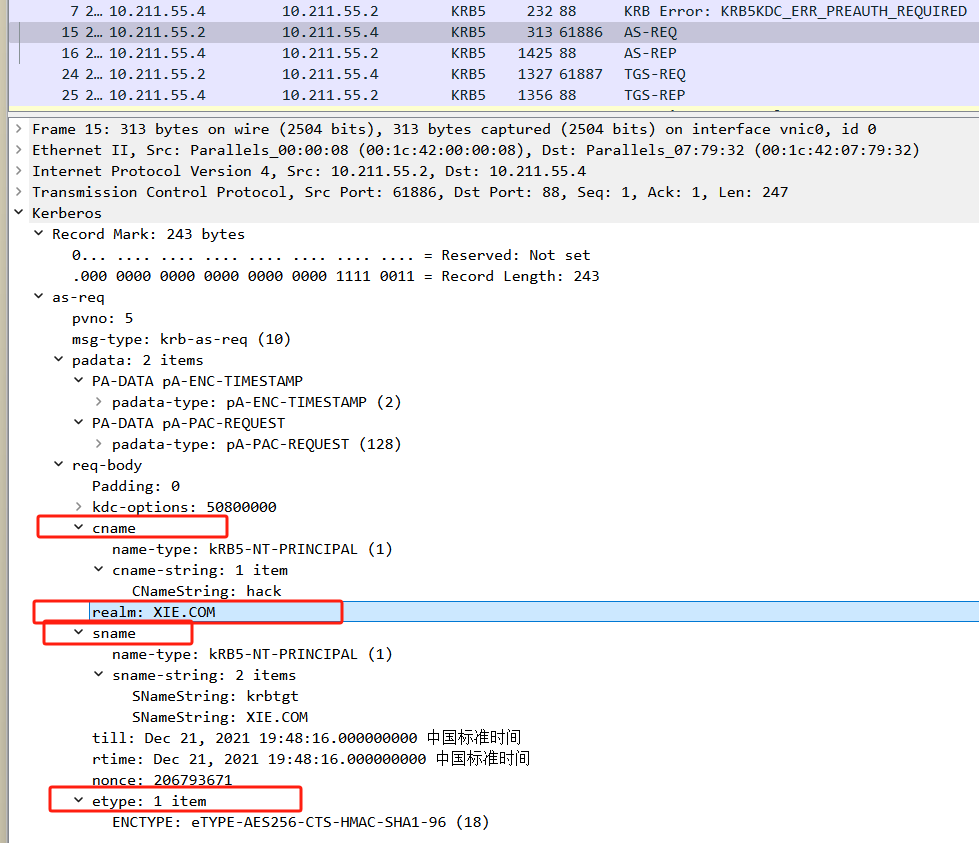 7 2… 10.211.55.4 10.211.55.2 KRB5 232 88 KRB Error: KRB5KDC_ERR_PREAUTH_REQUIRED
15 2… 10.211.55.2 10.211.55.4 KRB5 313 61886 AS-REQ
16 2… 10.211.55.4 10.211.55.2 KRB5 1425 88 AS-REP
24 2… 10.211.55.2 10.211.55.4 KRB5 1327 61887 TGS-REQ
25 2… 10.211.55.4 10.211.55.2 KRB5 1356 88 TGS-REP
Frame 15: 313 bytes on wire (2504 bits), 313 bytes captured (2504 bits) on interface vnic0, id 0
Ethernet II, Src: Parallels_00:00:08 (00:1c:42:00:00:08), Dst: Parallels_07:79:32 (00:1c:42:07:79:32)
Internet Protocol Version 4, Src: 10.211.55.2, Dst: 10.211.55.4
Transmission Control Protocol, Src Port: 61886, Dst Port: 88, Seq: 1, Ack: 1, Len: 247
Kerberos
Record Mark: 243 bytes
0... .... .... .... .... .... .... .... = Reserved: Not set
.000 0000 0000 0000 0000 0000 1111 0011 = Record Length: 243
as-req
pvno: 5
msg-type: krb-as-req (10)
padata: 2 items
PA-DATA pA-ENC-TIMESTAMP
padata-type: pA-ENC-TIMESTAMP (2)
PA-DATA pA-PAC-REQUEST
padata-type: pA-PAC-REQUEST (128)
req-body
Padding: 0
kdc-options: 50800000
cname
name-type: kRB5-NT-PRINCIPAL (1)
cname-string: 1 item
CNameString: hack
realm: XIE.COM
sname
name-type: kRB5-NT-PRINCIPAL (1)
sname-string: 2 items
SNameString: krbtgt
SNameString: XIE.COM
till: Dec 21, 2021 19:48:16.000000000 中国标准时间
rtime: Dec 21, 2021 19:48:16.000000000 中国标准时间
nonce: 206793671
etype: 1 item
ENCTYPE: eTYPE-AES256-CTS-HMAC-SHA1-96 (18)